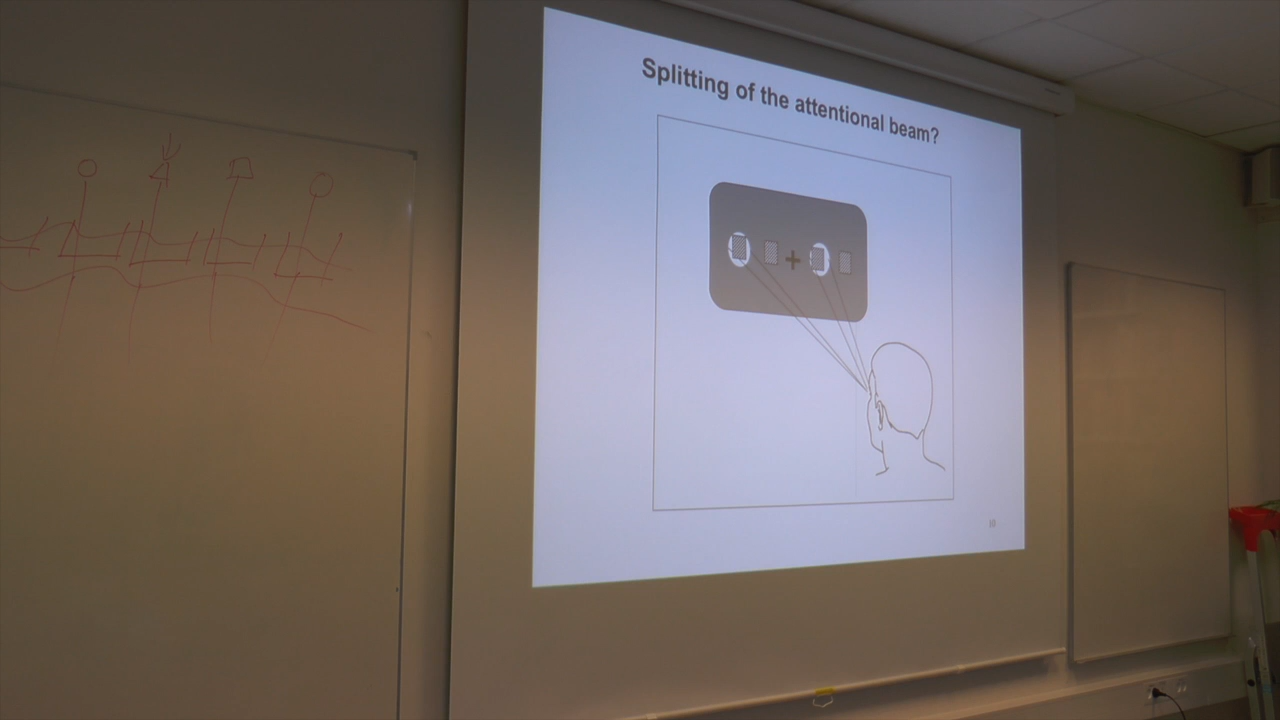 Splitting of the attentional beam?
+